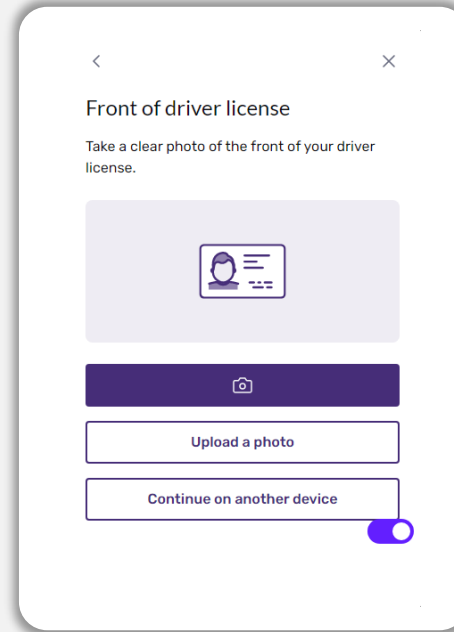 Front of driver license
Take a clear photo of the front of your driver
license.
Upload a photo
Continue on another device